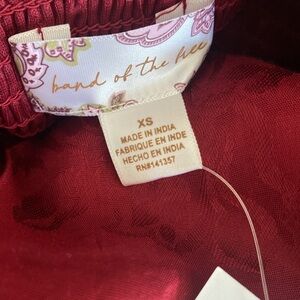 band of the free
XS
MADE IN INDIA
FABRIQUE EN INDE
HECHO EN INDIA
RN#141357